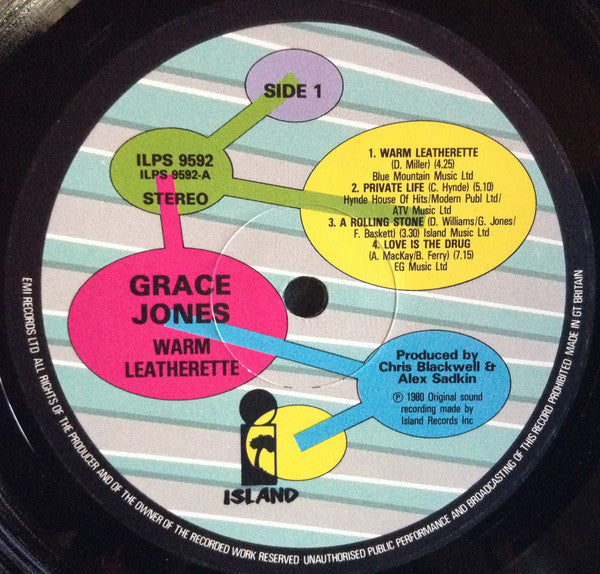 SIDE 1
ILPS 9592
ILPS 9592-A
STEREO
1. WARM LEATHERETTE
(D. Miller) (4.25)
Blue Mountain Music Ltd
2. PRIVATE LIFE (C. Hynde) (5.10)
Hynde House Of Hits/Modern Publ Ltd/
ATV Music Ltd
3. A ROLLING STONE (D. Williams/G. Jones/
F. Baskett) (3.30) Island Music Ltd
4. LOVE IS THE DRUG
(A. MacKay/B. Ferry) (7.15)
EG Music Ltd
GRACE
JONES
WARM
LEATHERETTE
Produced by
Chris Blackwell &
Alex Sadkin
℗ 1980 Original sound
recording made by
Island Records Inc
ISLAND
EMI RECORDS LTD ALL RIGHTS OF THE PRODUCER AND OF THE OWNER OF THE RECORDED WORK RESERVED UNAUTHORISED PUBLIC PERFORMANCE AND BROADCASTING OF THIS RECORD PROHIBITED MADE IN GT BRITAIN